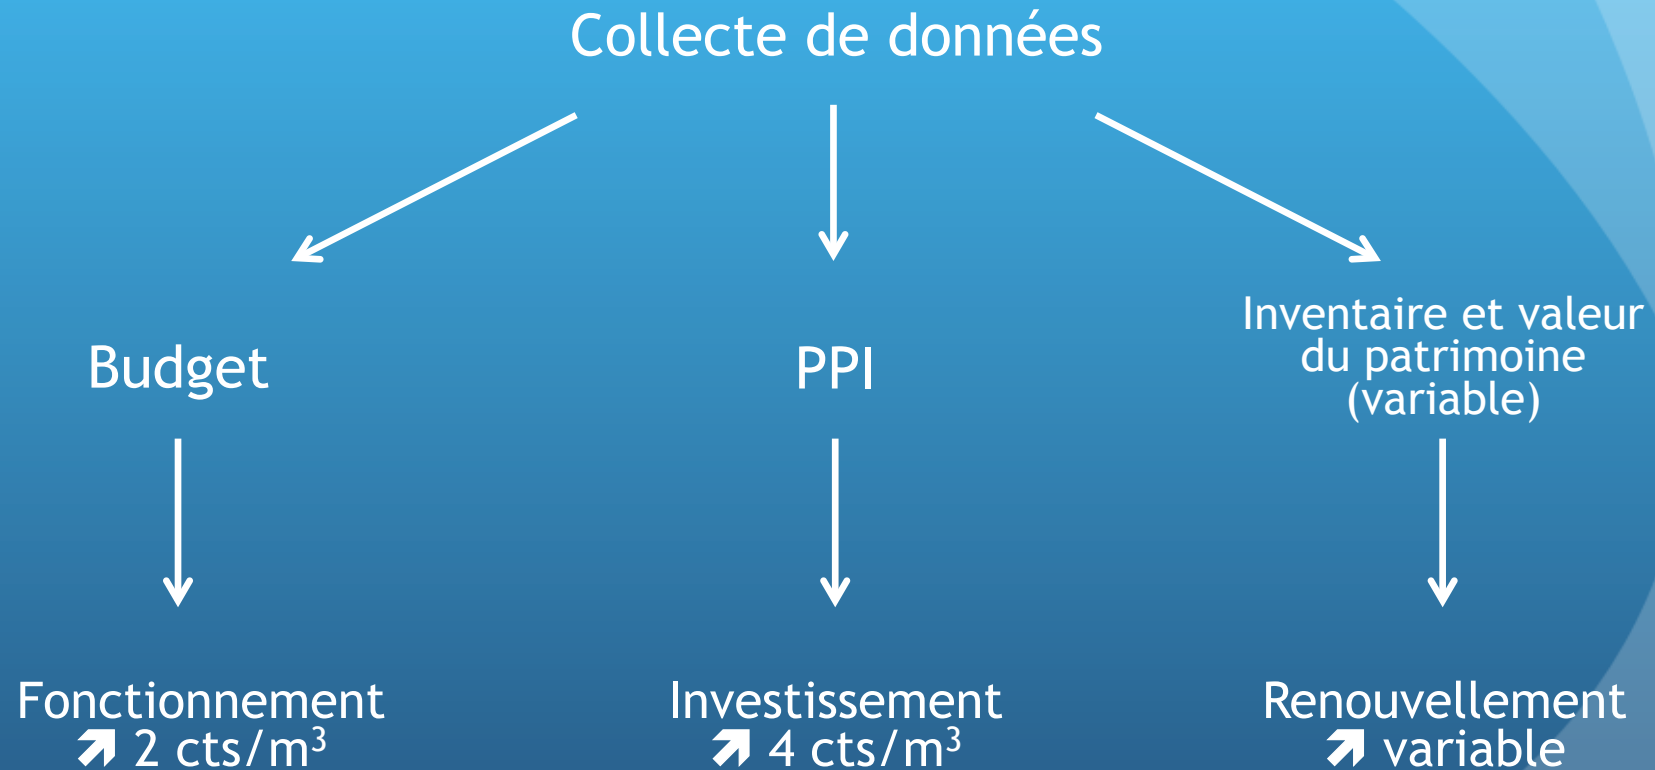 Collecte de données
Budget
PPI
Inventaire et valeur
du patrimoine
(variable)
Fonctionnement
↗ 2 cts/m³
Investissement
↗ 4 cts/m³
Renouvellement
↗ variable